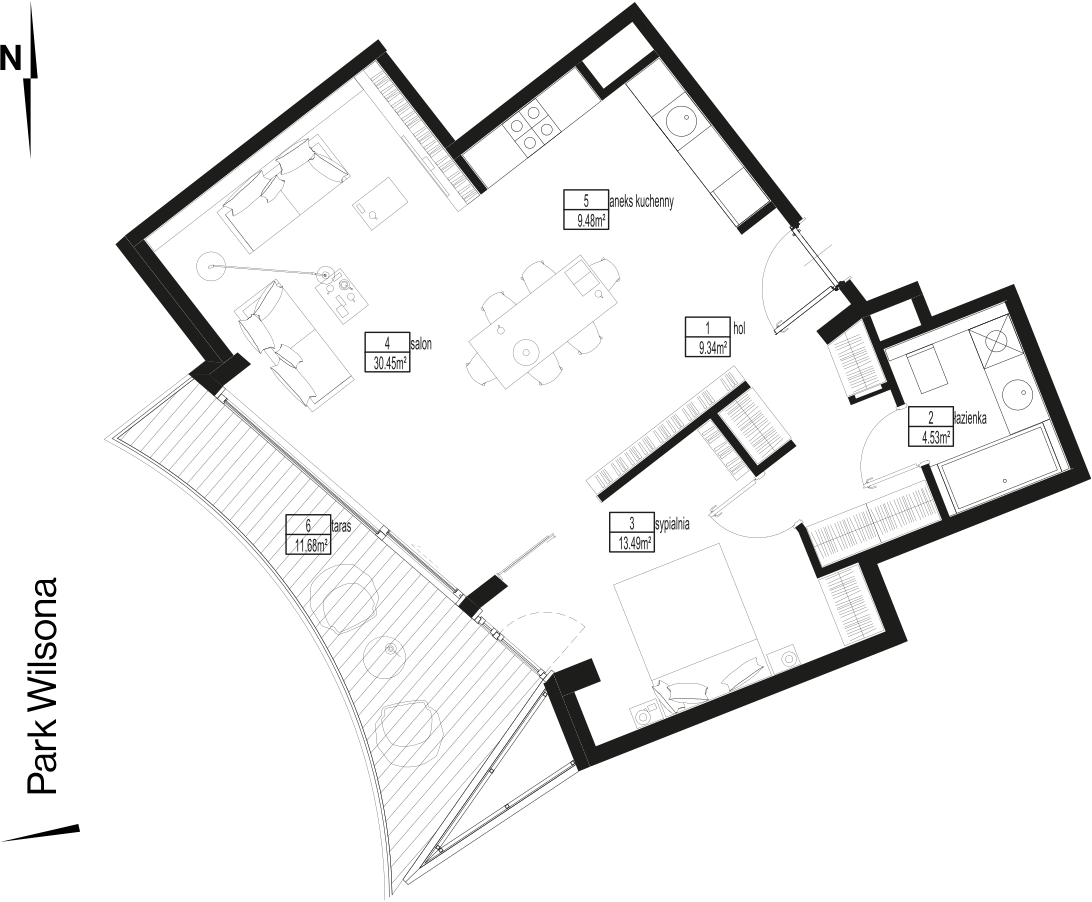 N
5 aneks kuchenny
9.48m²
1 hol
9.34m²
4 salon
30.45m²
2 łazienka
4.53m²
3 sypialnia
13.49m²
6 taras
11.68m²
Park Wilsona